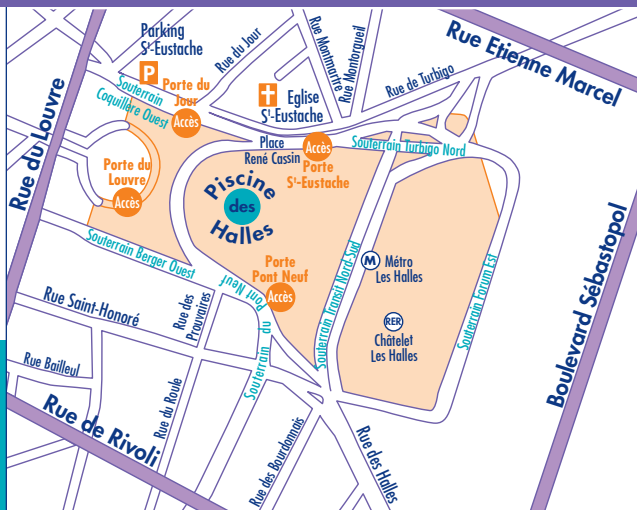 Parking
St-Eustache
P
Rue du Jour
Rue Montmartre
Rue Montorgueil
Rue Etienne Marcel
Rue de Turbigo
Souterrain
Coquillère Ouest
Porte du
Jour
Accès
Eglise
St-Eustache
Rue du Louvre
Place
René Cassin
Accès
Porte
St-Eustache
Souterrain Turbigo Nord
Porte du
Louvre
Accès
Piscine
des
Halles
Souterrain Berger Ouest
Porte
Pont Neuf
Accès
M
Métro
Les Halles
RER
Châtelet
Les Halles
Souterrain Transit Nord-Sud
Souterrain Forum Est
Boulevard Sébastopol
Rue Saint-Honoré
Rue des
Prouvaires
Souterrain du
Pont Neuf
Rue Bailleul
Rue du Roule
Rue de Rivoli
Rue des Bourdonnais
Rue des Halles